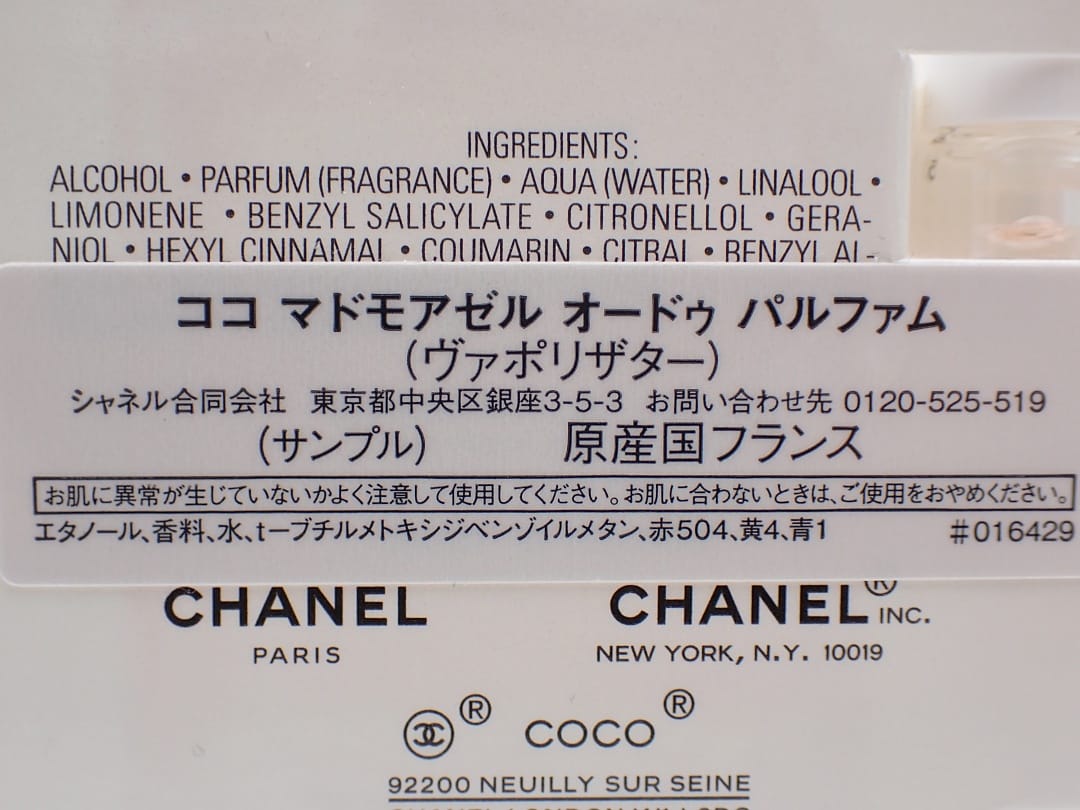 INGREDIENTS:
ALCOHOL • PARFUM (FRAGRANCE) • AQUA (WATER) • LINALOOL •
LIMONENE • BENZYL SALICYLATE • CITRONELLOL • GERA-
NIOL • HEXYL CINNAMAL • COUMARIN • CITRAL • BENZYL AL-
ココ マドモアゼル オードゥ パルファム
(ヴァポリザター)
シャネル合同会社 東京都中央区銀座3-5-3 お問い合わせ先 0120-525-519
(サンプル) 原産国フランス
お肌に異常が生じていないかよく注意して使用してください。お肌に合わないときは、ご使用をおやめください。
エタノール、香料、水、t-ブチルメトキシジベンゾイルメタン、赤504、黄4、青1 #016429
CHANEL CHANEL® INC.
PARIS NEW YORK, N.Y. 10019
® COCO ®
92200 NEUILLY SUR SEINE